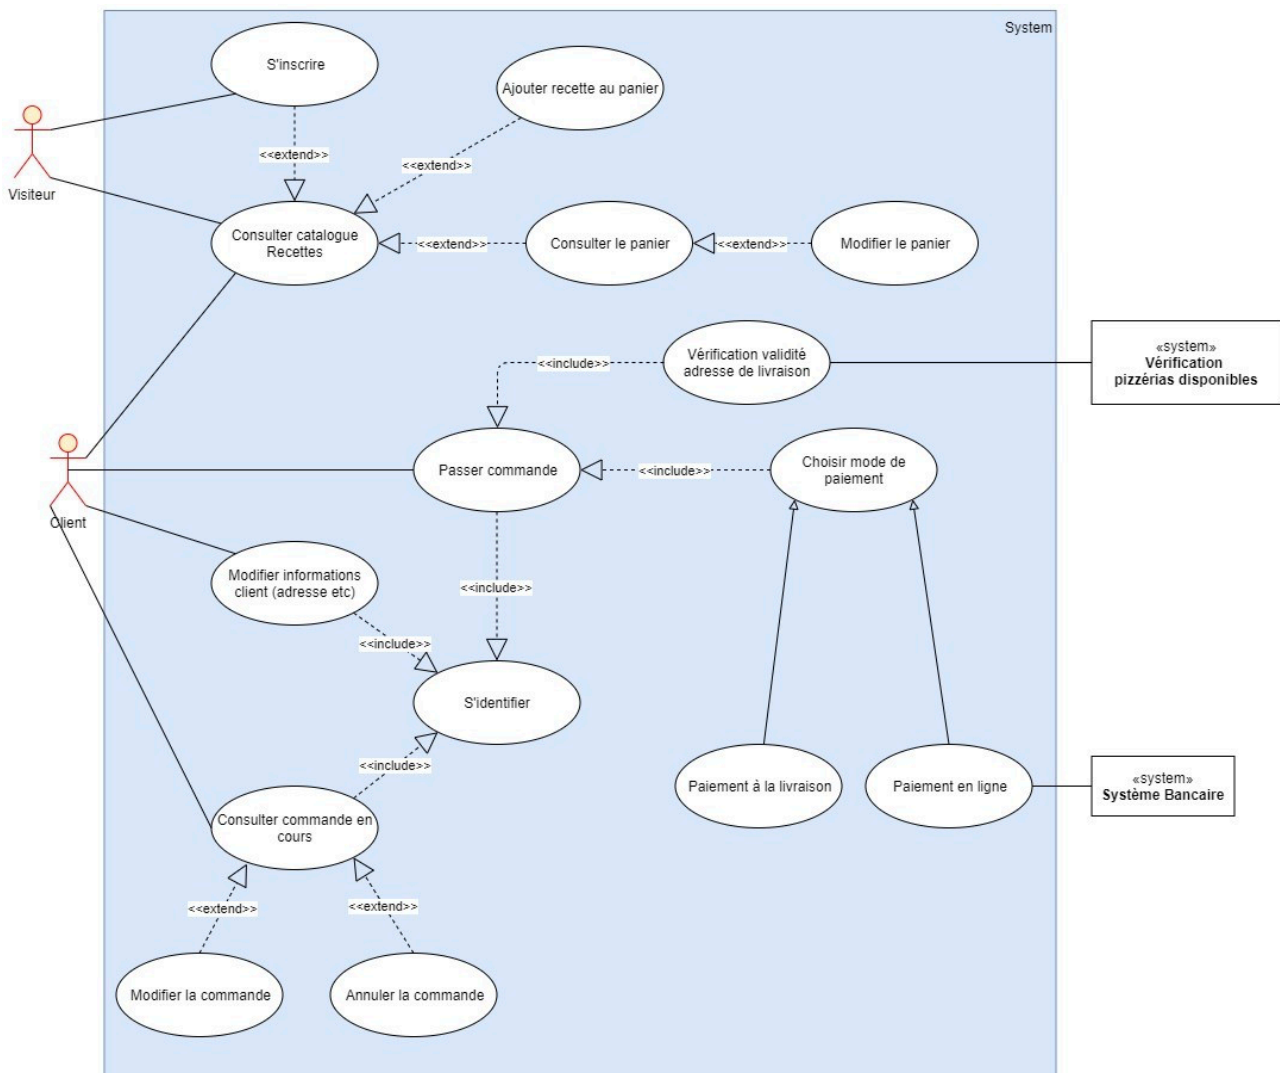 System
S'inscrire
Ajouter recette au panier
<<extend>>
<<extend>>
Visiteur
Consulter catalogue
Recettes
<<extend>>
Consulter le panier
<<extend>>
Modifier le panier
<<include>>
Vérification validité
adresse de livraison
«system»
Vérification
pizzérias disponibles
Passer commande
<<include>>
Choisir mode de
paiement
Client
Modifier informations
client (adresse etc)
<<include>>
<<include>>
S'identifier
<<include>>
Paiement à la livraison
Paiement en ligne
«system»
Système Bancaire
Consulter commande en
cours
<<extend>>
<<extend>>
Modifier la commande
Annuler la commande